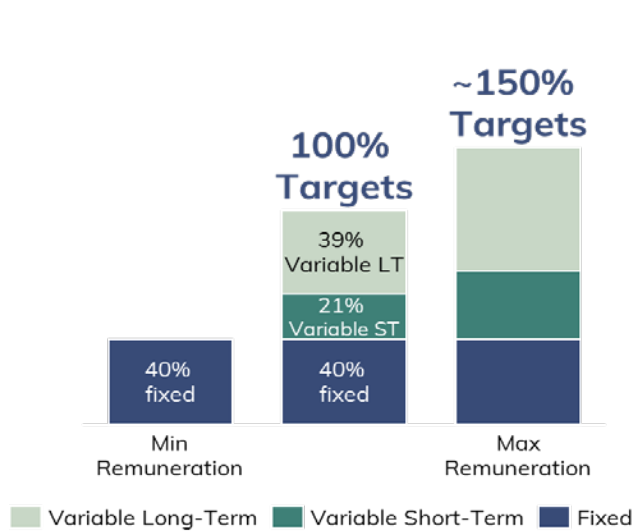 ~150%
Targets
100%
Targets
39%
Variable LT
21%
Variable ST
40%
fixed
40%
fixed
Min
Remuneration
Max
Remuneration
Variable Long-Term
Variable Short-Term
Fixed